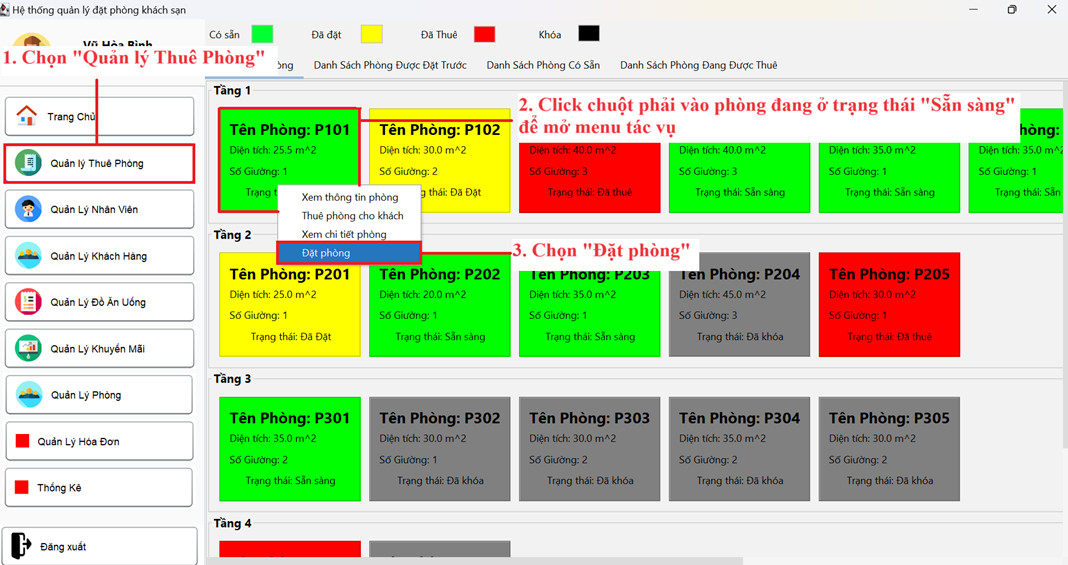 Hệ thống quản lý đặt phòng khách sạn
Có sẵn
Đã đặt
Đã Thuê
Khóa
Vũ Hòa Bình
1. Chọn "Quản lý Thuê Phòng"
Danh Sách Phòng Được Đặt Trước
Danh Sách Phòng Có Sẵn
Danh Sách Phòng Đang Được Thuê
Trang Chủ
Quản lý Thuê Phòng
Quản Lý Nhân Viên
Quản Lý Khách Hàng
Quản Lý Đồ Ăn Uống
Quản Lý Khuyến Mãi
Quản Lý Phòng
Quản Lý Hóa Đơn
Thống Kê
Đăng xuất
Tầng 1
2. Click chuột phải vào phòng đang ở trạng thái "Sẵn sàng"
để mở menu tác vụ
Tên Phòng: P101
Diện tích: 25.5 m^2
Số Giường: 1
Tên Phòng: P102
Diện tích: 30.0 m^2
Số Giường: 2
thái: Đã Đặt
Diện tích: 40.0 m^2
Số Giường: 3
Trạng thái: Đã thuê
Diện tích: 40.0 m^2
Số Giường: 3
Trạng thái: Sẵn sàng
Diện tích: 35.0 m^2
Số Giường: 1
Trạng thái: Sẵn sàng
Diện tích: 35.0 m^2
Số Giường: 1
Trạng thái: Sẵn
Xem thông tin phòng
Thuê phòng cho khách
Xem chi tiết phòng
Đặt phòng
3. Chọn "Đặt phòng"
Tầng 2
Tên Phòng: P201
Diện tích: 25.0 m^2
Số Giường: 1
Trạng thái: Đã Đặt
Tên Phòng: P202
Diện tích: 20.0 m^2
Số Giường: 1
Trạng thái: Sẵn sàng
Tên Phòng: P203
Diện tích: 35.0 m^2
Số Giường: 1
Trạng thái: Sẵn sàng
Tên Phòng: P204
Diện tích: 45.0 m^2
Số Giường: 3
Trạng thái: Đã khóa
Tên Phòng: P205
Diện tích: 30.0 m^2
Số Giường: 1
Trạng thái: Đã thuê
Tầng 3
Tên Phòng: P301
Diện tích: 35.0 m^2
Số Giường: 2
Trạng thái: Sẵn sàng
Tên Phòng: P302
Diện tích: 30.0 m^2
Số Giường: 1
Trạng thái: Đã khóa
Tên Phòng: P303
Diện tích: 30.0 m^2
Số Giường: 2
Trạng thái: Đã khóa
Tên Phòng: P304
Diện tích: 30.0 m^2
Số Giường: 2
Trạng thái: Đã khóa
Tên Phòng: P305
Diện tích: 30.0 m^2
Số Giường: 2
Trạng thái: Đã khóa
Tầng 4